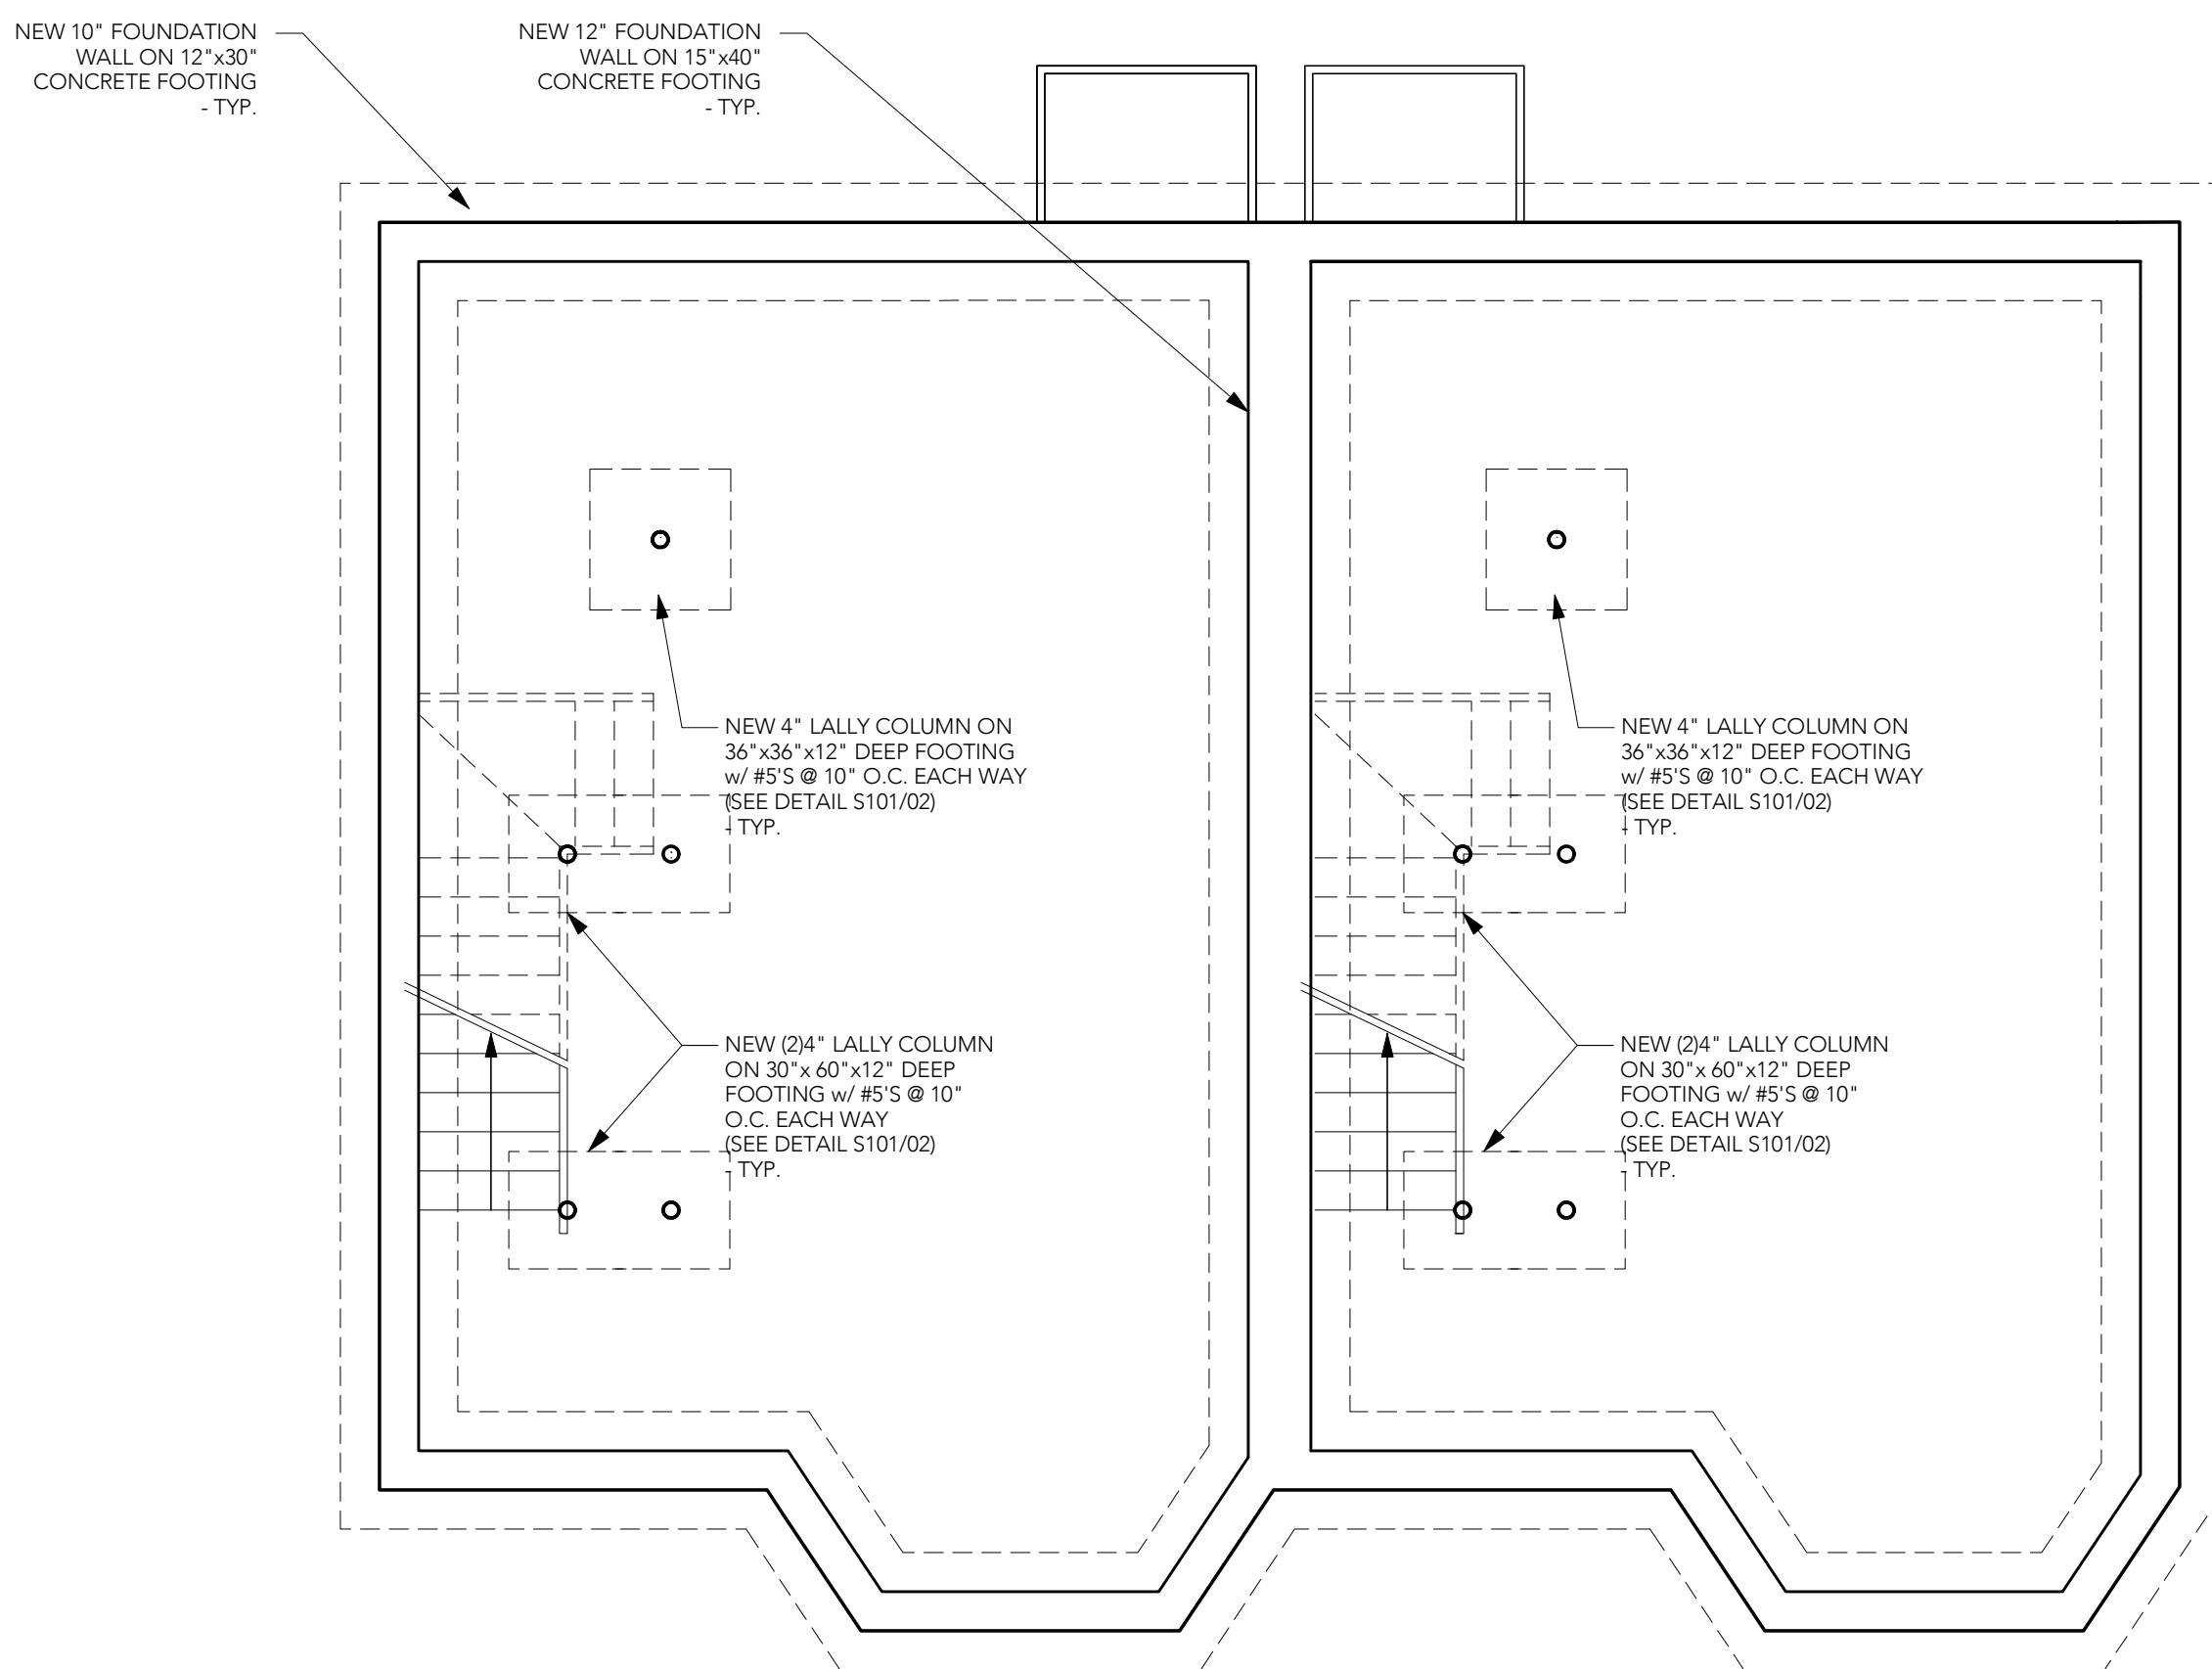 NEW 10" FOUNDATION
WALL ON 12"x30"
CONCRETE FOOTING
- TYP.
NEW 12" FOUNDATION
WALL ON 15"x40"
CONCRETE FOOTING
- TYP.
NEW 4" LALLY COLUMN ON
36"x36"x12" DEEP FOOTING
w/ #5'S @ 10" O.C. EACH WAY
(SEE DETAIL S101/02)
- TYP.
NEW 4" LALLY COLUMN ON
36"x36"x12" DEEP FOOTING
w/ #5'S @ 10" O.C. EACH WAY
(SEE DETAIL S101/02)
- TYP.
NEW (2)4" LALLY COLUMN
ON 30"x 60"x12" DEEP
FOOTING w/ #5'S @ 10"
O.C. EACH WAY
(SEE DETAIL S101/02)
- TYP.
NEW (2)4" LALLY COLUMN
ON 30"x 60"x12" DEEP
FOOTING w/ #5'S @ 10"
O.C. EACH WAY
(SEE DETAIL S101/02)
- TYP.